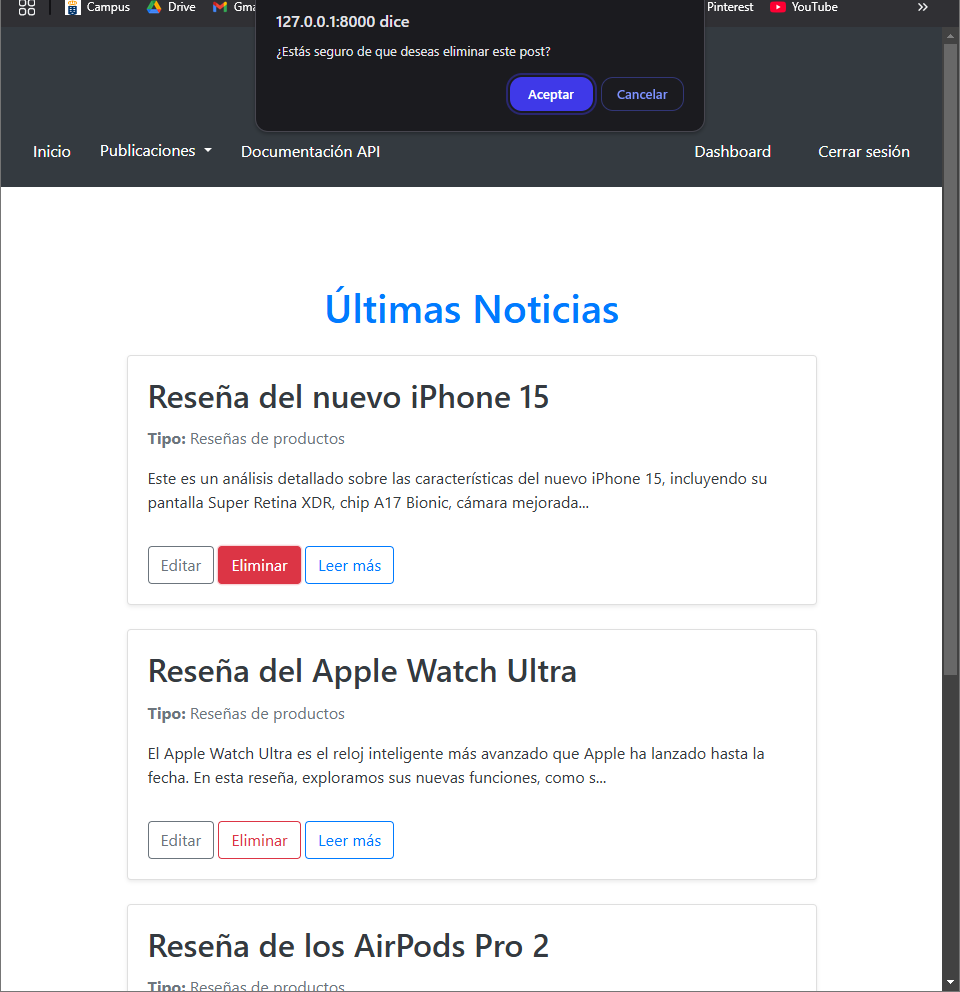 Campus Drive Gma Pinterest YouTube
127.0.0.1:8000 dice
¿Estás seguro de que deseas eliminar este post?
Aceptar Cancelar
Inicio Publicaciones Documentación API Dashboard Cerrar sesión
Últimas Noticias
Reseña del nuevo iPhone 15
Tipo: Reseñas de productos
Este es un análisis detallado sobre las características del nuevo iPhone 15, incluyendo su
pantalla Super Retina XDR, chip A17 Bionic, cámara mejorada...
Editar Eliminar Leer más
Reseña del Apple Watch Ultra
Tipo: Reseñas de productos
El Apple Watch Ultra es el reloj inteligente más avanzado que Apple ha lanzado hasta la
fecha. En esta reseña, exploramos sus nuevas funciones, como s...
Editar Eliminar Leer más
Reseña de los AirPods Pro 2
Tipo: Reseñas de productos